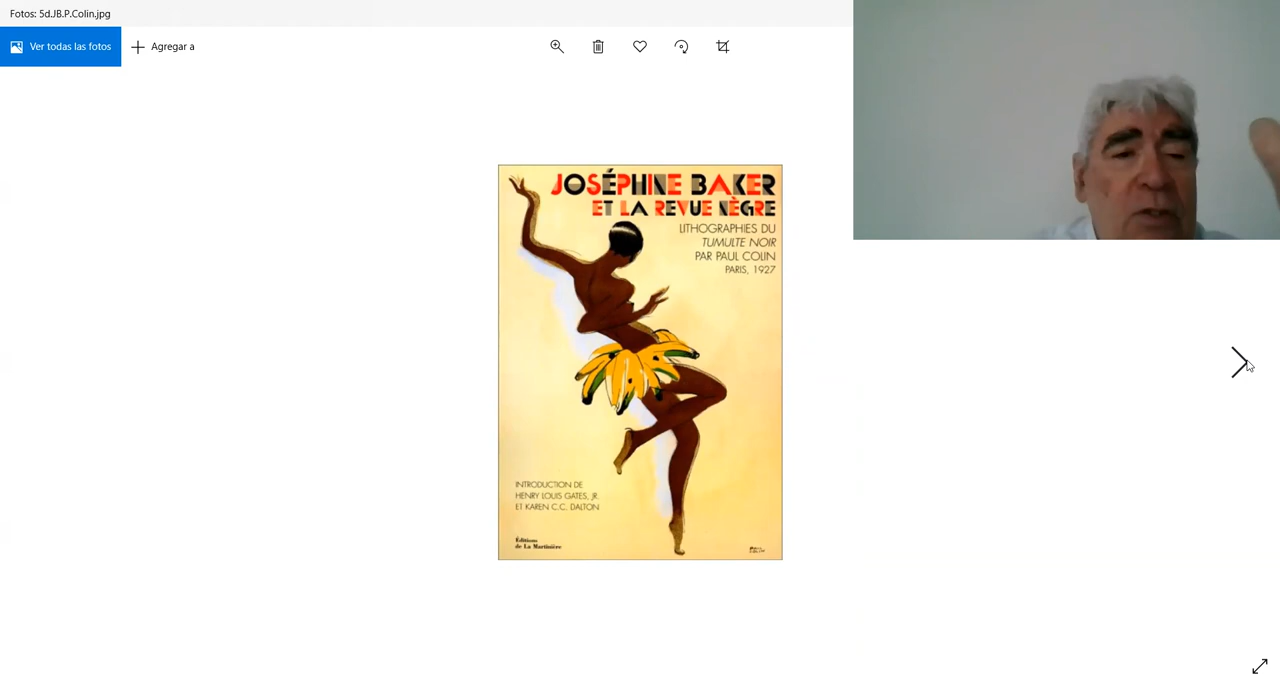 Fotos: 5d.JB.P.Colin.jpg
Ver todas las fotos
Agregar a
JOSÉPHINE BAKER
ET LA REVUE NÈGRE
LITHOGRAPHIES DU
TUMULTE NOIR
PAR PAUL COLIN
PARIS, 1927
INTRODUCTION DE
HENRY LOUIS GATES, JR.
ET KAREN C.C. DALTON
Éditions
de La Martinière